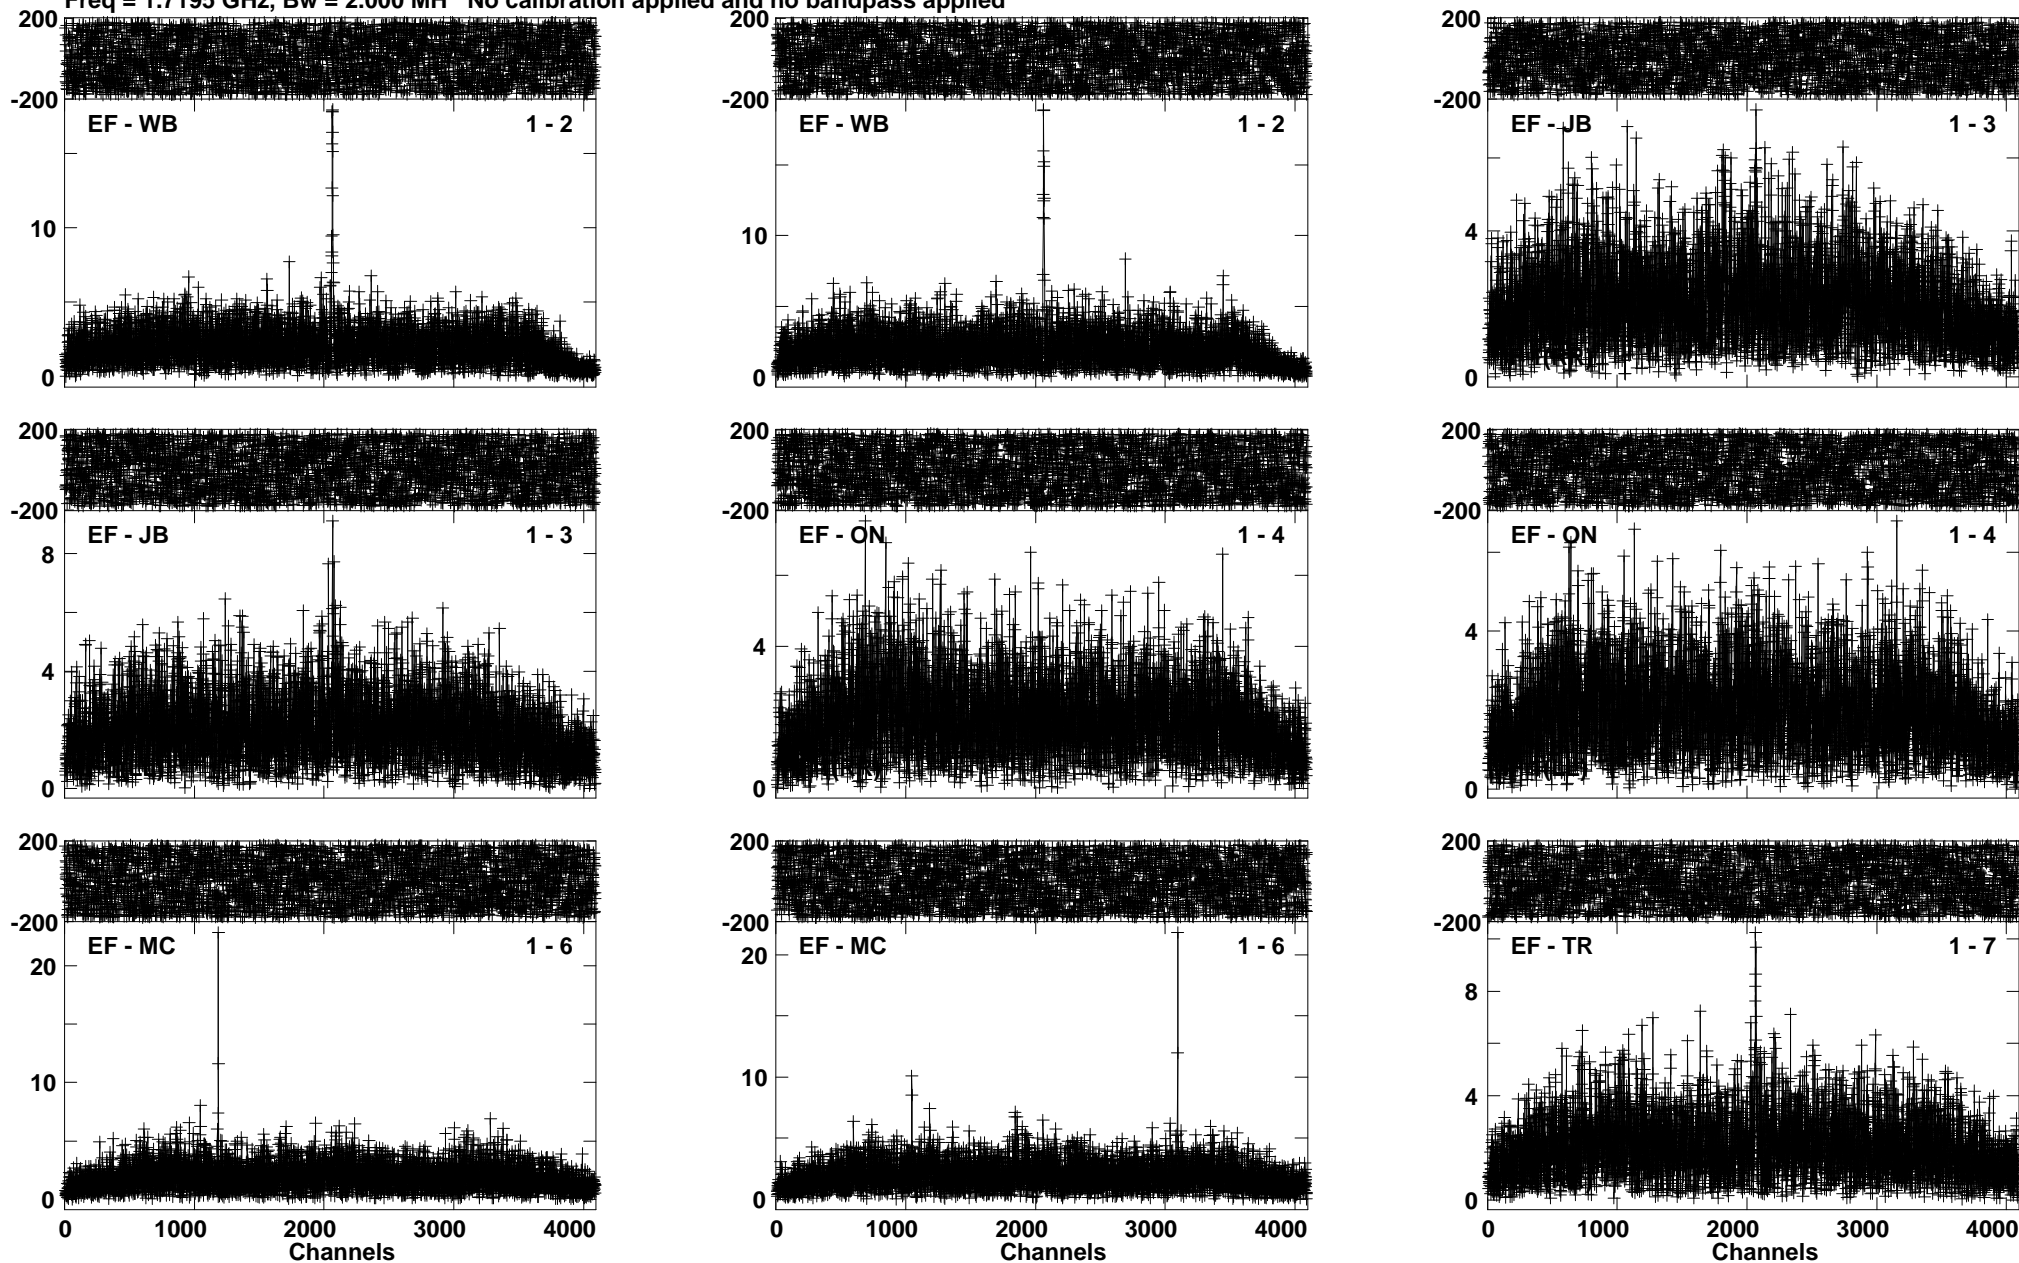 Freq = 1.7195 GHz, Bw = 2.000 MH No calibration applied and no bandpass applied
200 200 200
-200 -200 -200
EF - WB 1 - 2 EF - WB 1 - 2 EF - JB 1 - 3
10 10 4
0 0 0
200 200 200
-200 -200 -200
EF - JB 1 - 3 EF - ON 1 - 4 EF - ON 1 - 4
8
4 4 4
0 0 0
200 200 200
-200 -200 -200
EF - MC 1 - 6 EF - MC 1 - 6 EF - TR 1 - 7
20 20 8
10 10 4
0 0 0
0 1000 2000 3000 4000 0 1000 2000 3000 4000 0 1000 2000 3000 4000
Channels Channels Channels